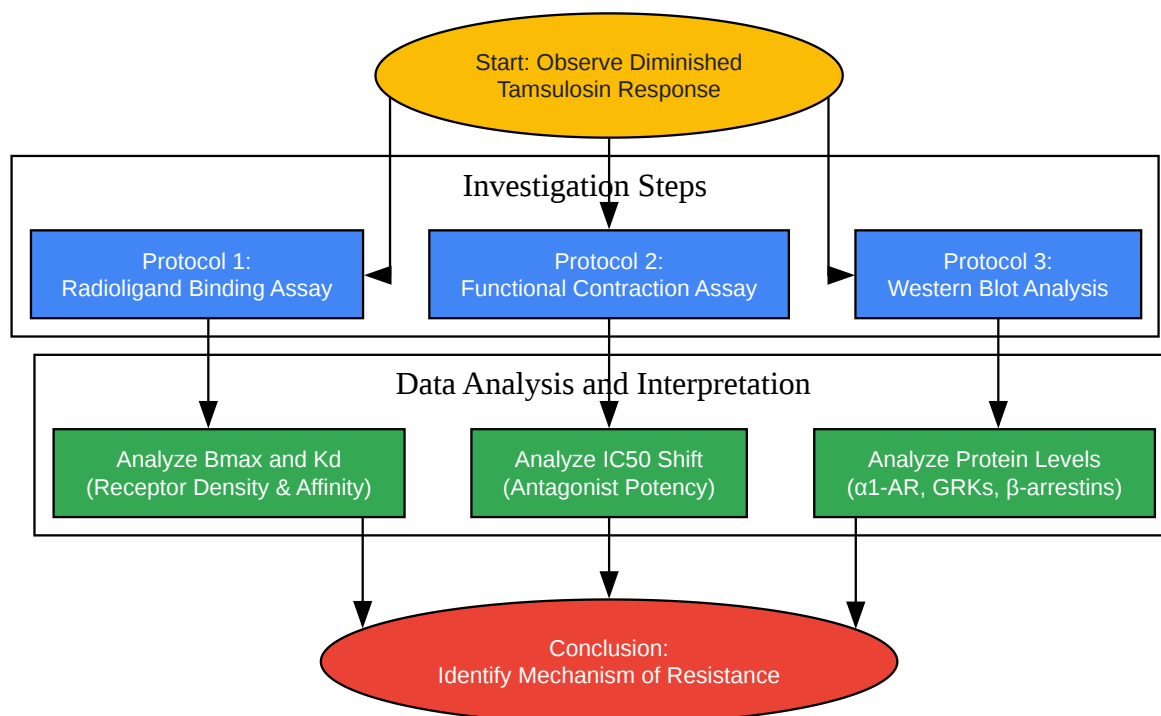 Start: Observe Diminished
Tamsulosin Response
Investigation Steps
Protocol 1:
Radioligand Binding Assay
Protocol 2:
Functional Contraction Assay
Protocol 3:
Western Blot Analysis
Data Analysis and Interpretation
Analyze Bmax and Kd
(Receptor Density & Affinity)
Analyze IC50 Shift
(Antagonist Potency)
Analyze Protein Levels
(α1-AR, GRKs, β-arrestins)
Conclusion:
Identify Mechanism of Resistance